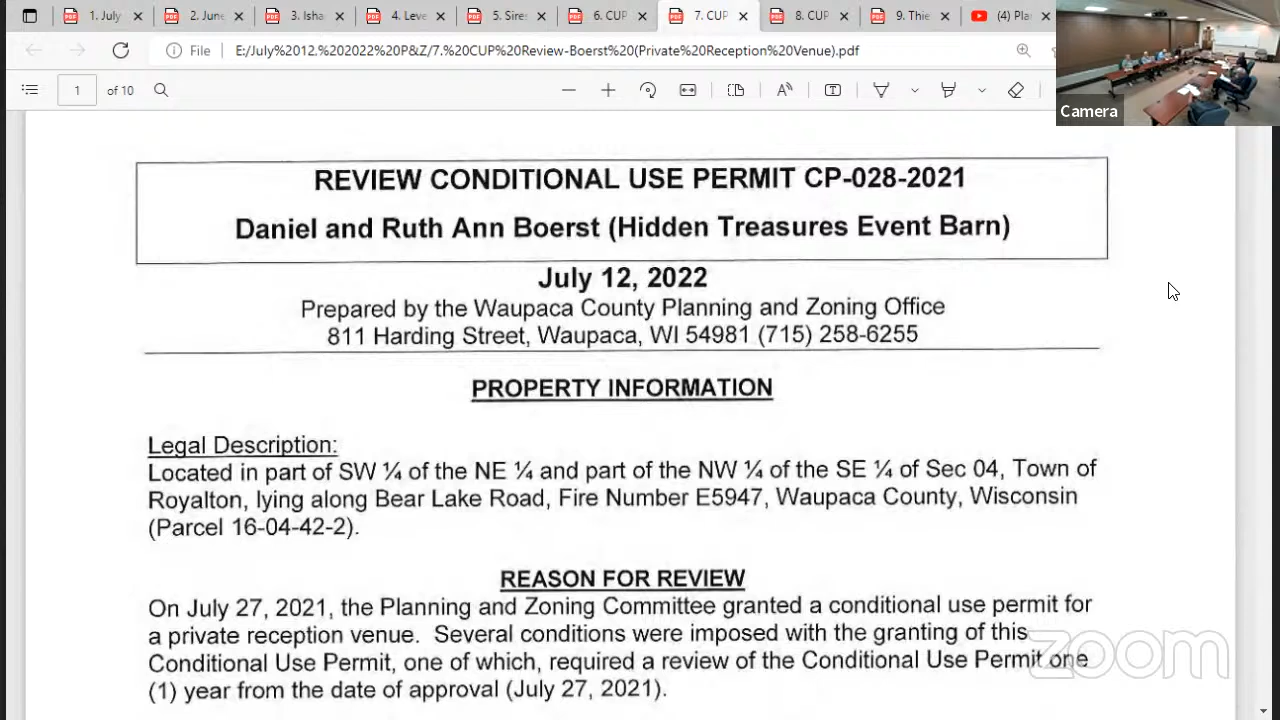 1. July
2. June
3. Isha
4. Leve
5. Sires
6. CUP
7. CUP
8. CUP
9. Thie
(4) Pla
File
E:/July%2012.%202022%20P&Z/7.%20CUP%20Review-Boerst%20(Private%20Reception%20Venue).pdf
1 of 10
Camera
REVIEW CONDITIONAL USE PERMIT CP-028-2021
Daniel and Ruth Ann Boerst (Hidden Treasures Event Barn)
July 12, 2022
Prepared by the Waupaca County Planning and Zoning Office
811 Harding Street, Waupaca, WI 54981 (715) 258-6255
PROPERTY INFORMATION
Legal Description:
Located in part of SW ¼ of the NE ¼ and part of the NW ¼ of the SE ¼ of Sec 04, Town of
Royalton, lying along Bear Lake Road, Fire Number E5947, Waupaca County, Wisconsin
(Parcel 16-04-42-2).
REASON FOR REVIEW
On July 27, 2021, the Planning and Zoning Committee granted a conditional use permit for
a private reception venue. Several conditions were imposed with the granting of this
Conditional Use Permit, one of which, required a review of the Conditional Use Permit one
(1) year from the date of approval (July 27, 2021).
zoom